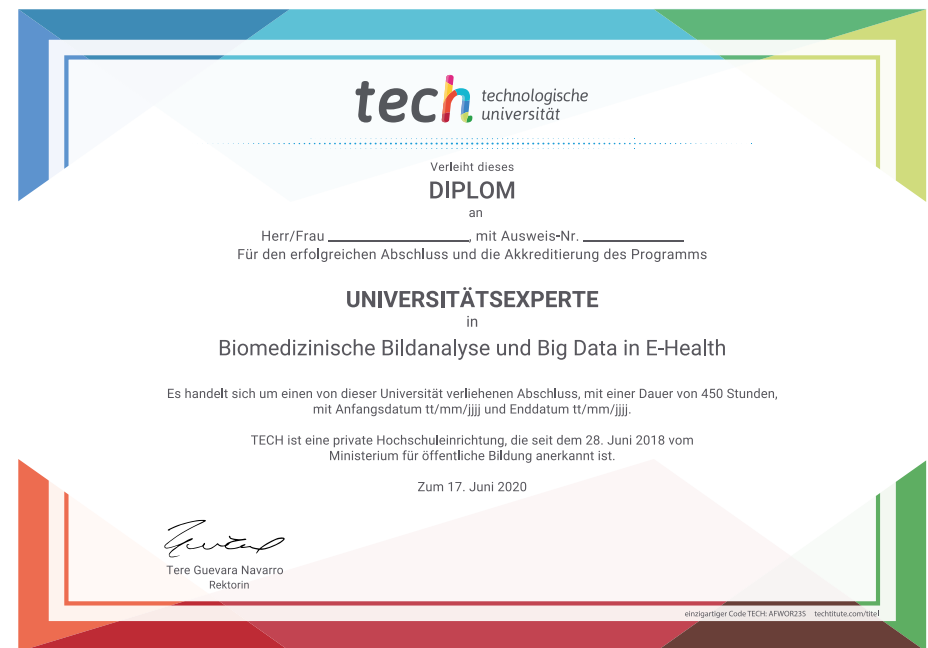 tech technologische
universität
Verleiht dieses
DIPLOM
an
Herr/Frau ____________________, mit Ausweis-Nr. ______________
Für den erfolgreichen Abschluss und die Akkreditierung des Programms
UNIVERSITÄTSEXPERTE
in
Biomedizinische Bildanalyse und Big Data in E-Health
Es handelt sich um einen von dieser Universität verliehenen Abschluss, mit einer Dauer von 450 Stunden,
mit Anfangsdatum tt/mm/jjjj und Enddatum tt/mm/jjjj.
TECH ist eine private Hochschuleinrichtung, die seit dem 28. Juni 2018 vom
Ministerium für öffentliche Bildung anerkannt ist.
Zum 17. Juni 2020
Tere Guevara Navarro
Rektorin
einzigartiger Code TECH: AFWOR23S techtitute.com/titel